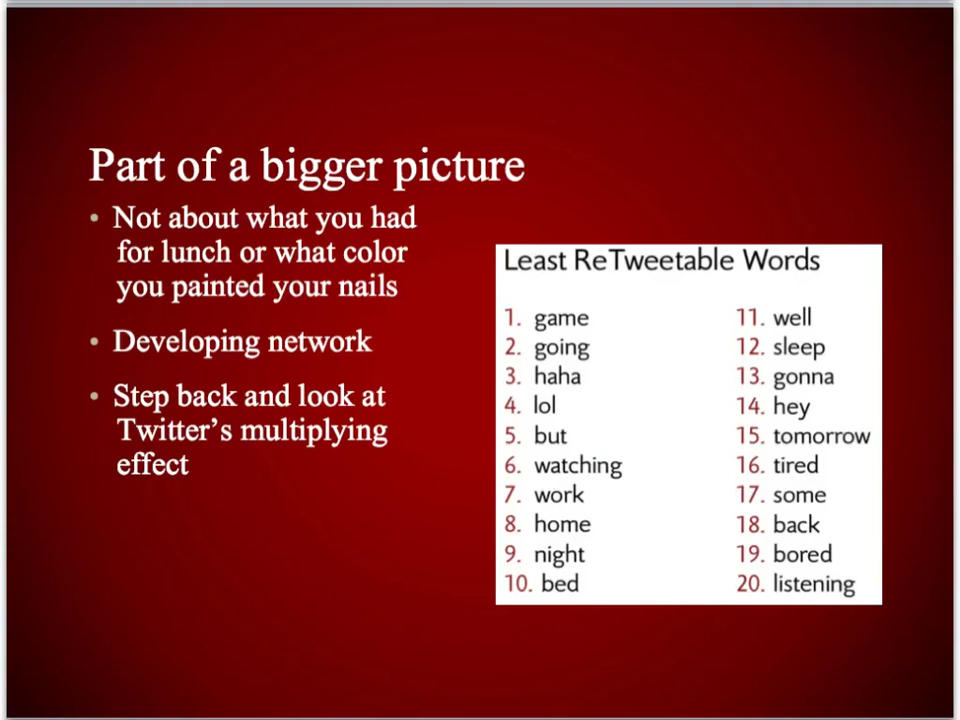 Part of a bigger picture
• Not about what you had
for lunch or what color
you painted your nails
• Developing network
• Step back and look at
Twitter’s multiplying
effect
Least ReTweetable Words
1. game
2. going
3. haha
4. lol
5. but
6. watching
7. work
8. home
9. night
10. bed
11. well
12. sleep
13. gonna
14. hey
15. tomorrow
16. tired
17. some
18. back
19. bored
20. listening